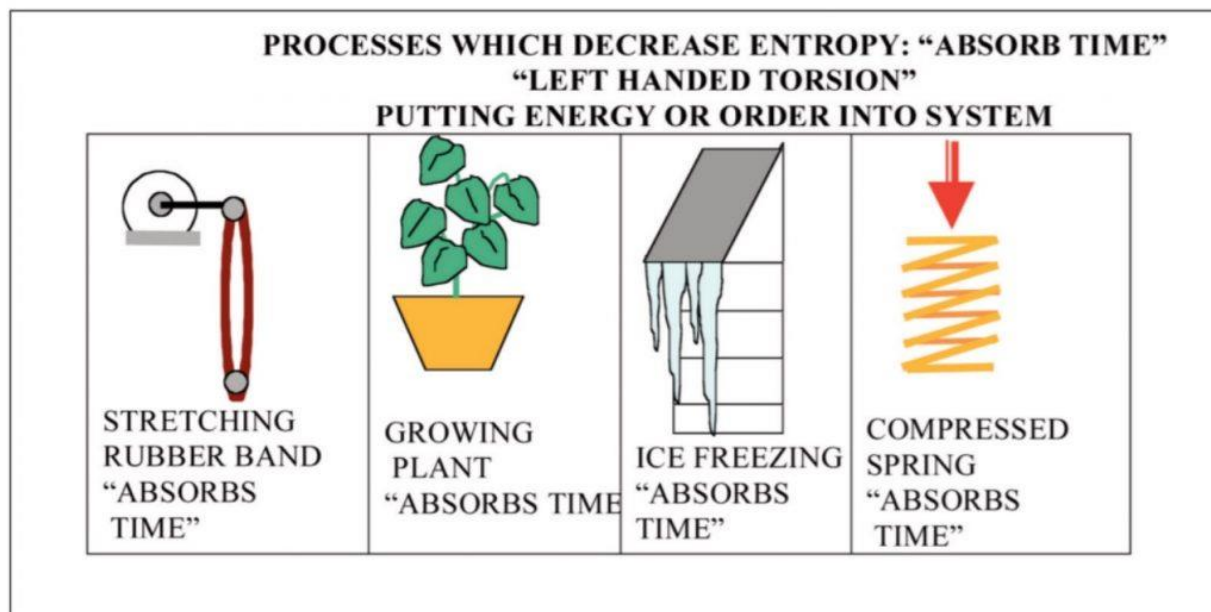 PROCESSES WHICH DECREASE ENTROPY: “ABSORB TIME”
“LEFT HANDED TORSION”
PUTTING ENERGY OR ORDER INTO SYSTEM
STRETCHING
RUBBER BAND
“ABSORBS
TIME”
GROWING
PLANT
“ABSORBS TIME
ICE FREEZING
“ABSORBS
TIME”
COMPRESSED
SPRING
“ABSORBS
TIME”